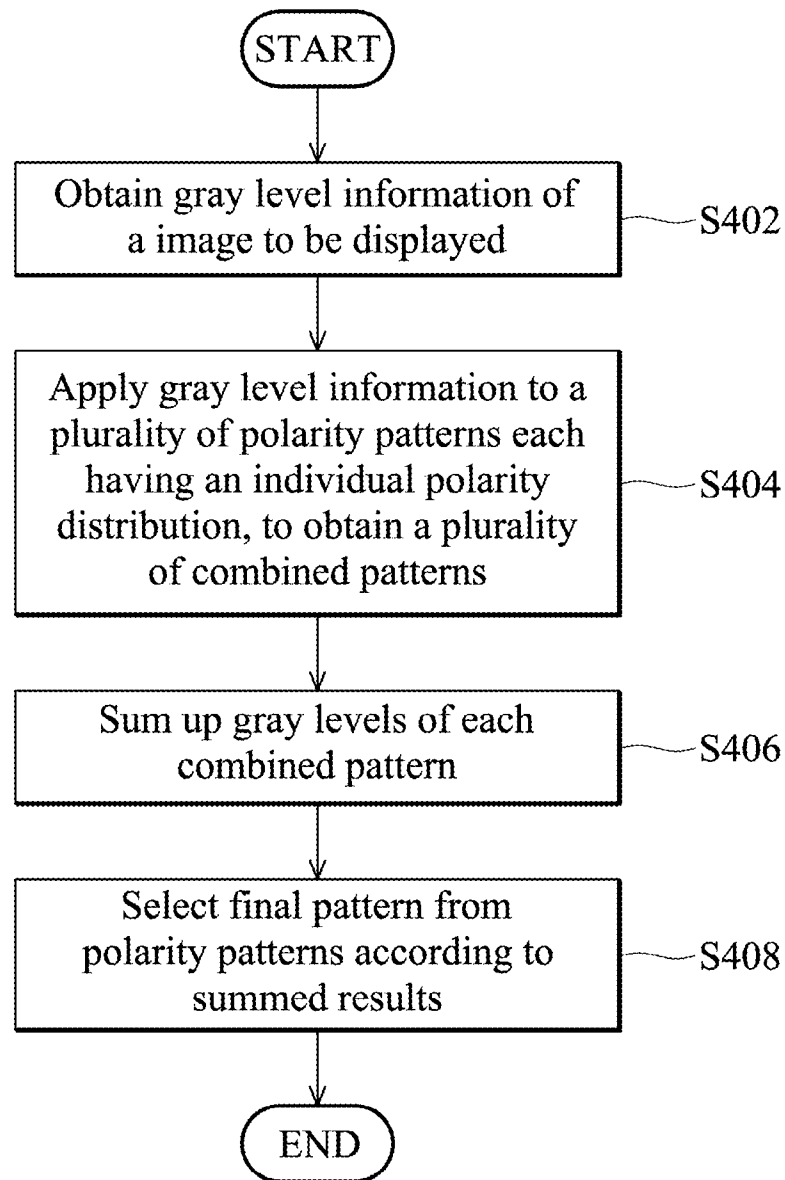 START
Obtain gray level information of
a image to be displayed
S402
Apply gray level information to a
plurality of polarity patterns each
having an individual polarity
distribution, to obtain a plurality
of combined patterns
S404
Sum up gray levels of each
combined pattern
S406
Select final pattern from
polarity patterns according to
summed results
S408
END